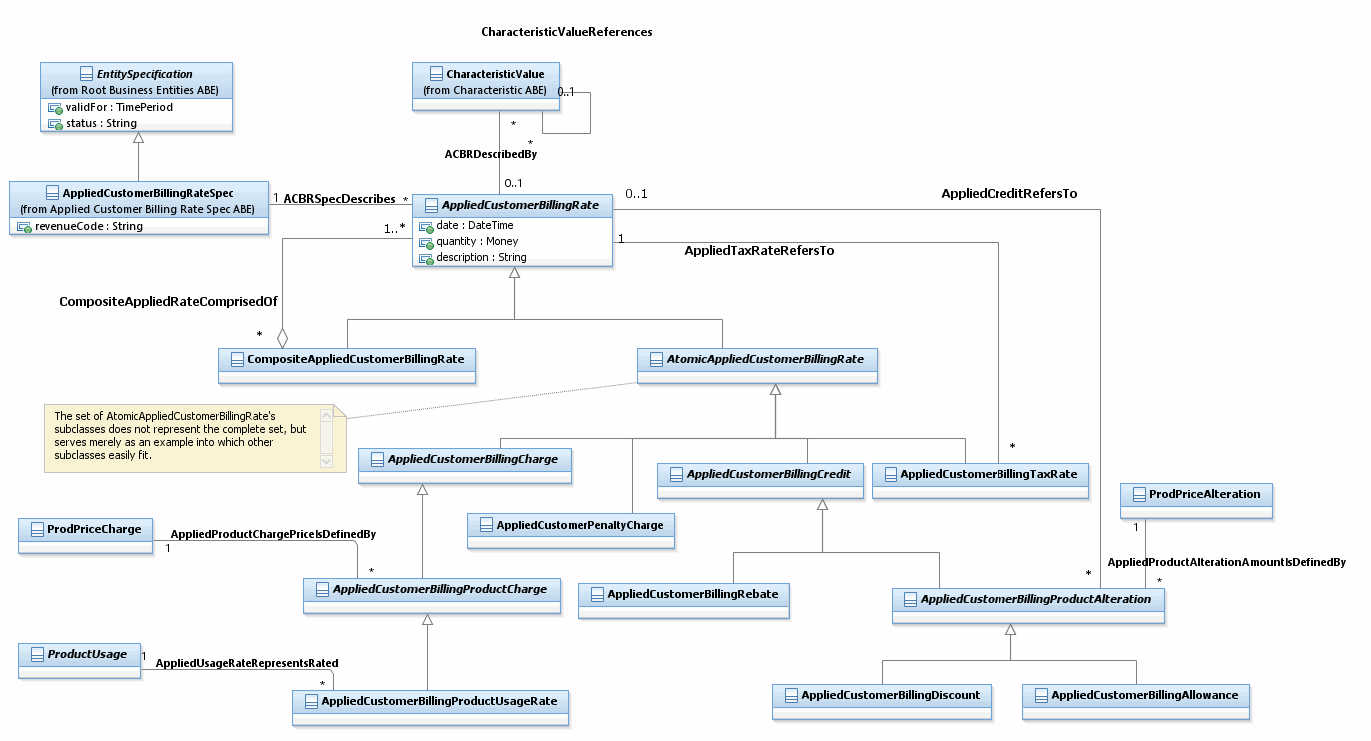 CharacteristicValueReferences
EntitySpecification
(from Root Business Entities ABE)
validFor : TimePeriod
status : String
CharacteristicValue
(from Characteristic ABE)
0..1
*
*
ACBRDescribedBy
0..1
AppliedCustomerBillingRateSpec
(from Applied Customer Billing Rate Spec ABE)
revenueCode : String
1 ACBRSpecDescribes *
AppliedCustomerBillingRate
date : DateTime
quantity : Money
description : String
0..1
AppliedCreditRefersTo
1..*
1
AppliedTaxRateRefersTo
CompositeAppliedRateComprisedOf
*
CompositeAppliedCustomerBillingRate
AtomicAppliedCustomerBillingRate
The set of AtomicAppliedCustomerBillingRate's
subclasses does not represent the complete set, but
serves merely as an example into which other
subclasses easily fit.
*
AppliedCustomerBillingCharge
AppliedCustomerBillingCredit
AppliedCustomerBillingTaxRate
ProdPriceAlteration
AppliedCustomerPenaltyCharge
ProdPriceCharge
AppliedProductChargePriceIsDefinedBy
1
*
1
AppliedProductAlterationAmountIsDefinedBy
*
*
AppliedCustomerBillingProductCharge
AppliedCustomerBillingRebate
AppliedCustomerBillingProductAlteration
ProductUsage
1
AppliedUsageRateRepresentsRated
*
AppliedCustomerBillingProductUsageRate
AppliedCustomerBillingDiscount
AppliedCustomerBillingAllowance